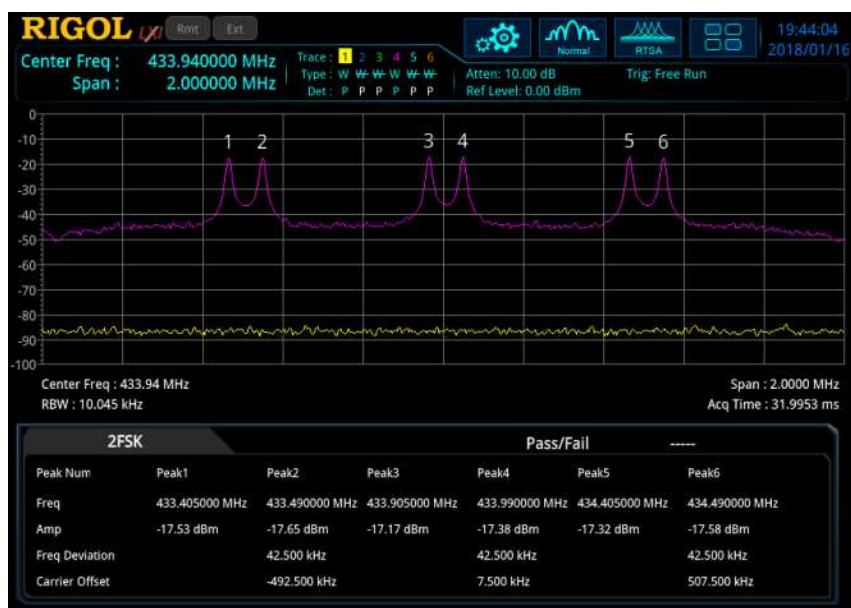 RIGOL LXI Rmt Ext Normal RTSA 19:44:04
2018/01/16
Center Freq : 433.940000 MHz
Span : 2.000000 MHz
Trace : 1 2 3 4 5 6
Type : W W W W W W
Det : P P P P P P
Atten: 10.00 dB Trig: Free Run
Ref Level: 0.00 dBm
0
-10
-20
-30
-40
-50
-60
-70
-80
-90
-100
1 2 3 4 5 6
Center Freq : 433.94 MHz Span : 2.0000 MHz
RBW : 10.045 kHz Acq Time : 31.9953 ms
2FSK Pass/Fail -----
Peak Num Peak1 Peak2 Peak3 Peak4 Peak5 Peak6
Freq 433.405000 MHz 433.490000 MHz 433.905000 MHz 433.990000 MHz 434.405000 MHz 434.490000 MHz
Amp -17.53 dBm -17.65 dBm -17.17 dBm -17.38 dBm -17.32 dBm -17.58 dBm
Freq Deviation 42.500 kHz 42.500 kHz 42.500 kHz
Carrier Offset -492.500 kHz 7.500 kHz 507.500 kHz